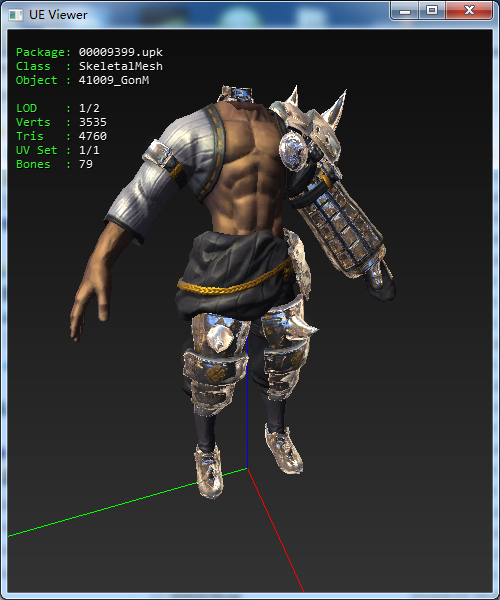 UE Viewer
Package: 00009399.upk
Class : SkeletalMesh
Object : 41009_GonM
LOD : 1/2
Verts : 3535
Tris : 4760
UV Set : 1/1
Bones : 79